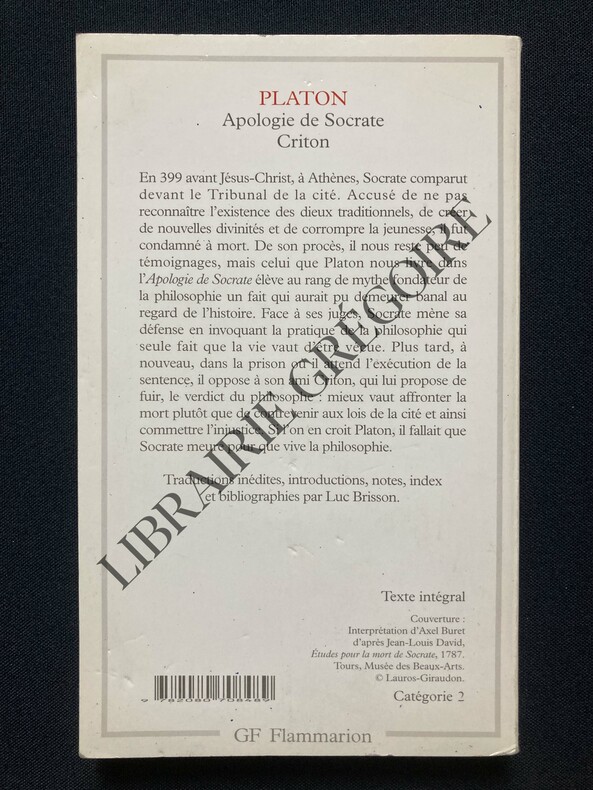 PLATON
Apologie de Socrate
Criton
En 399 avant Jésus-Christ, à Athènes, Socrate comparut
devant le Tribunal de la cité. Accusé de ne pas
reconnaître l'existence des dieux traditionnels, de créer
de nouvelles divinités et de corrompre la jeunesse, il fut
condamné à mort. De son procès, il nous reste peu de
témoignages, mais celui que Platon nous livre dans
l'Apologie de Socrate élève au rang de mythe fondateur de
la philosophie un fait qui aurait pu demeurer banal au
regard de l'histoire. Face à ses juges, Socrate mène sa
défense en invoquant la pratique de la philosophie qui
seule fait que la vie vaut d'être vécue. Plus tard, à
nouveau, dans la prison où il attend l'exécution de la
sentence, il oppose à son ami Criton, qui lui propose de
fuir, le verdict du philosophe : mieux vaut affronter la
mort plutôt que de contrevenir aux lois de la cité et ainsi
commettre l'injustice. Si l'on en croit Platon, il fallait que
Socrate meure pour que vive la philosophie.
Traductions inédites, introductions, notes, index
et bibliographies par Luc Brisson.
LIBRAIRIE GRÉGOIRE
Texte intégral
Couverture :
Interprètation d'Axel Buret
d'après Jean-Louis David,
Études pour la mort de Socrate, 1787.
Tours, Musée des Beaux-Arts.
© Lauros-Giraudon.
Catégorie 2
9 782080 708485
GF Flammarion